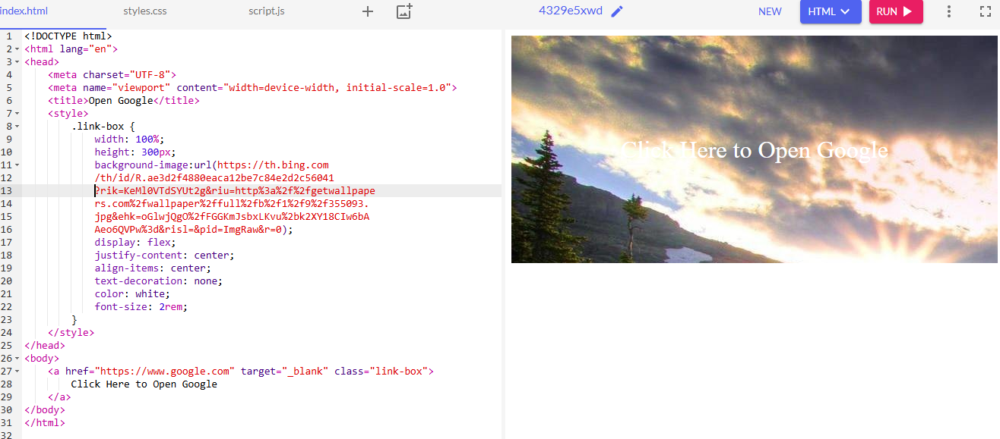 index.html
styles.css
script.js
4329e5xwd
NEW
HTML
RUN
1 <!DOCTYPE html>
2 <html lang="en">
3 <head>
4 <meta charset="UTF-8">
5 <meta name="viewport" content="width=device-width, initial-scale=1.0">
6 <title>Open Google</title>
7 <style>
8 .link-box {
9 width: 100%;
10 height: 300px;
11 background-image:url(https://th.bing.com
12 /th/id/R.ae3d2f4880eaca12be7c84e2d2c56041
13 ?rik=KeMl0VTdSYUt2g&riu=http%3a%2f%2fgetwallpape
14 rs.com%2fwallpaper%2ffull%2fb%2f1%2f9%2f355093.
15 jpg&ehk=oGlwjQgO%2fFGGKmJsbxLKvu%2bk2XY18CIw6bA
16 Aeo6QVPw%3d&risl=&pid=ImgRaw&r=0);
17 display: flex;
18 justify-content: center;
19 align-items: center;
20 text-decoration: none;
21 color: white;
22 font-size: 2rem;
23 }
24 </style>
25 </head>
26 <body>
27 <a href="https://www.google.com" target="_blank" class="link-box">
28 Click Here to Open Google
29 </a>
30 </body>
31 </html>
32
Click Here to Open Google